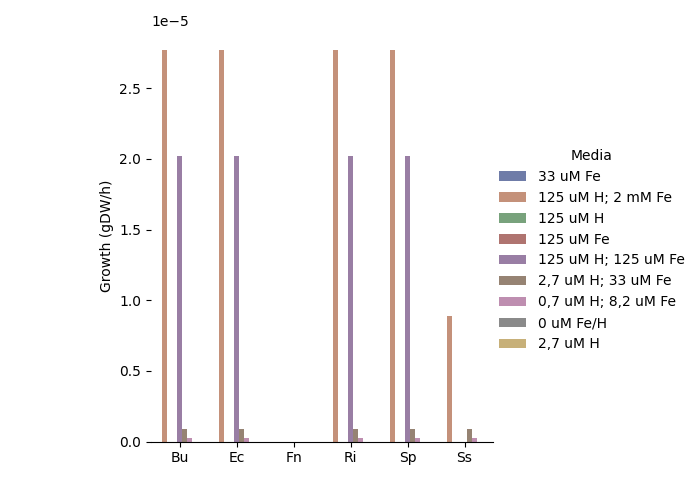 1e−5
Growth (gDW/h)
2.5
2.0
1.5
1.0
0.5
0.0
Bu Ec Fn Ri Sp Ss
Media
33 uM Fe
125 uM H; 2 mM Fe
125 uM H
125 uM Fe
125 uM H; 125 uM Fe
2,7 uM H; 33 uM Fe
0,7 uM H; 8,2 uM Fe
0 uM Fe/H
2,7 uM H